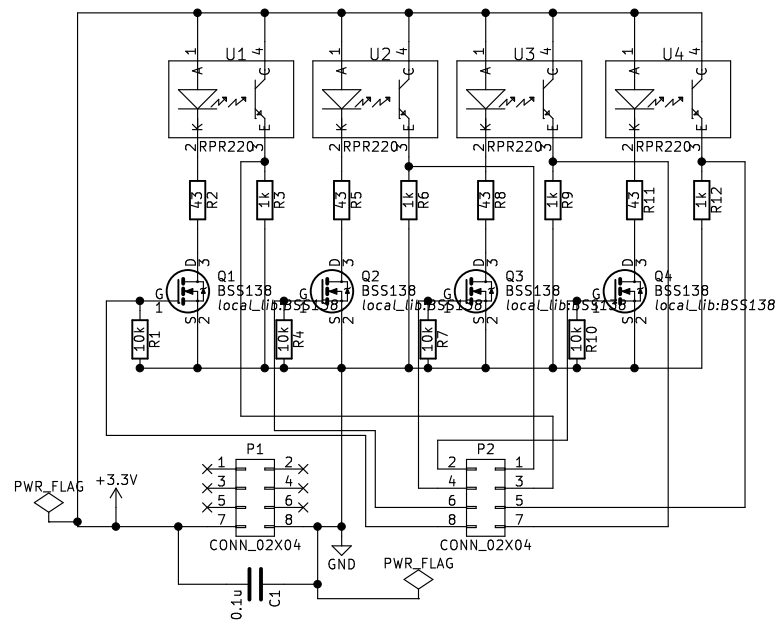 1 4 1 4 1 4 1 4
U1 U2 U3 U4
A C A C A C A C
K E K E K E K E
2 RPR220 3 2 RPR220 3 2 RPR220 3 2 RPR220 3
43 R2 1k R3 43 R5 1k R6 43 R8 1k R9 43 R11 1k R12
D 3 Q1 D 3 Q2 D 3 Q3 D 3 Q4
G BSS138 G BSS138 G BSS138 G BSS138
1 local_lib:BSS138 1 local_lib:BSS138 1 local_lib:BSS138 1 local_lib:BSS138
S 2 S 2 S 2 S 2
10k R1 10k R4 10k R7 10k R10
P1 P2
1 2 2 1
PWR_FLAG +3.3V 3 4 4 3
5 6 6 5
7 8 8 7
CONN_02X04 CONN_02X04
GND
PWR_FLAG
0.1u C1